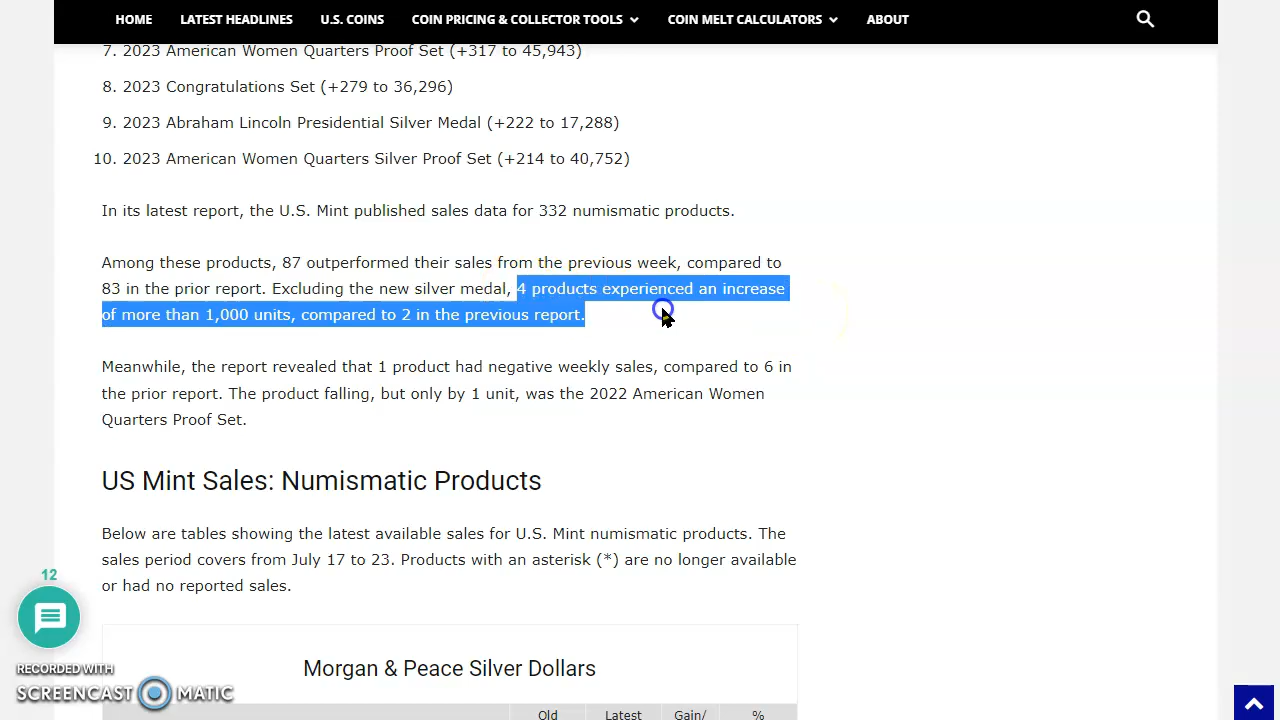 HOME LATEST HEADLINES U.S. COINS COIN PRICING & COLLECTOR TOOLS COIN MELT CALCULATORS ABOUT
7. 2023 American Women Quarters Proof Set (+317 to 45,943)
8. 2023 Congratulations Set (+279 to 36,296)
9. 2023 Abraham Lincoln Presidential Silver Medal (+222 to 17,288)
10. 2023 American Women Quarters Silver Proof Set (+214 to 40,752)
In its latest report, the U.S. Mint published sales data for 332 numismatic products.
Among these products, 87 outperformed their sales from the previous week, compared to
83 in the prior report. Excluding the new silver medal, 4 products experienced an increase
of more than 1,000 units, compared to 2 in the previous report.
Meanwhile, the report revealed that 1 product had negative weekly sales, compared to 6 in
the prior report. The product falling, but only by 1 unit, was the 2022 American Women
Quarters Proof Set.
US Mint Sales: Numismatic Products
Below are tables showing the latest available sales for U.S. Mint numismatic products. The
sales period covers from July 17 to 23. Products with an asterisk (*) are no longer available
or had no reported sales.
12
Morgan & Peace Silver Dollars
RECORDED WITH
SCREENCAST MATIC
Old Latest Gain/ %